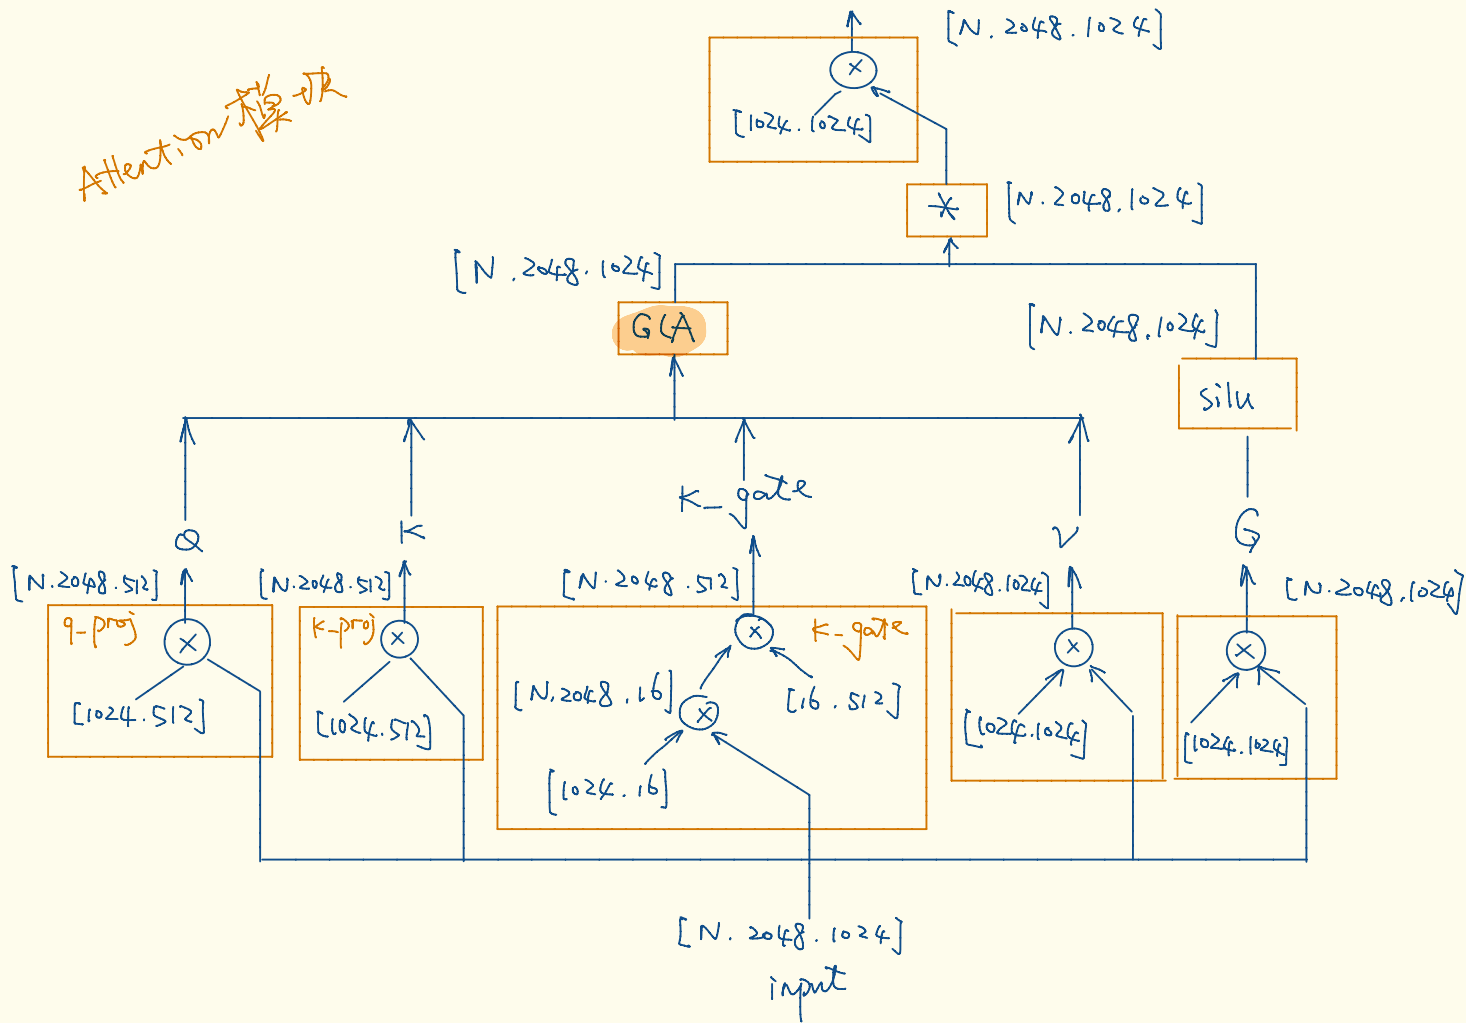 [N.2048.1024]
×
[1024.1024]
Attention模块
*
[N.2048.1024]
[N.2048.1024]
GLA
[N.2048.1024]
silu
K_gate
Q
K
V
G
[N.2048.512]
[N.2048.512]
[N.2048.512]
[N.2048.1024]
[N.2048.1024]
q_proj
×
K_proj
×
×
K_gate
×
×
[1024.512]
[1024.512]
[N.2048.16]
×
[16.512]
[1024.1024]
[1024.1024]
[1024.16]
[N.2048.1024]
input